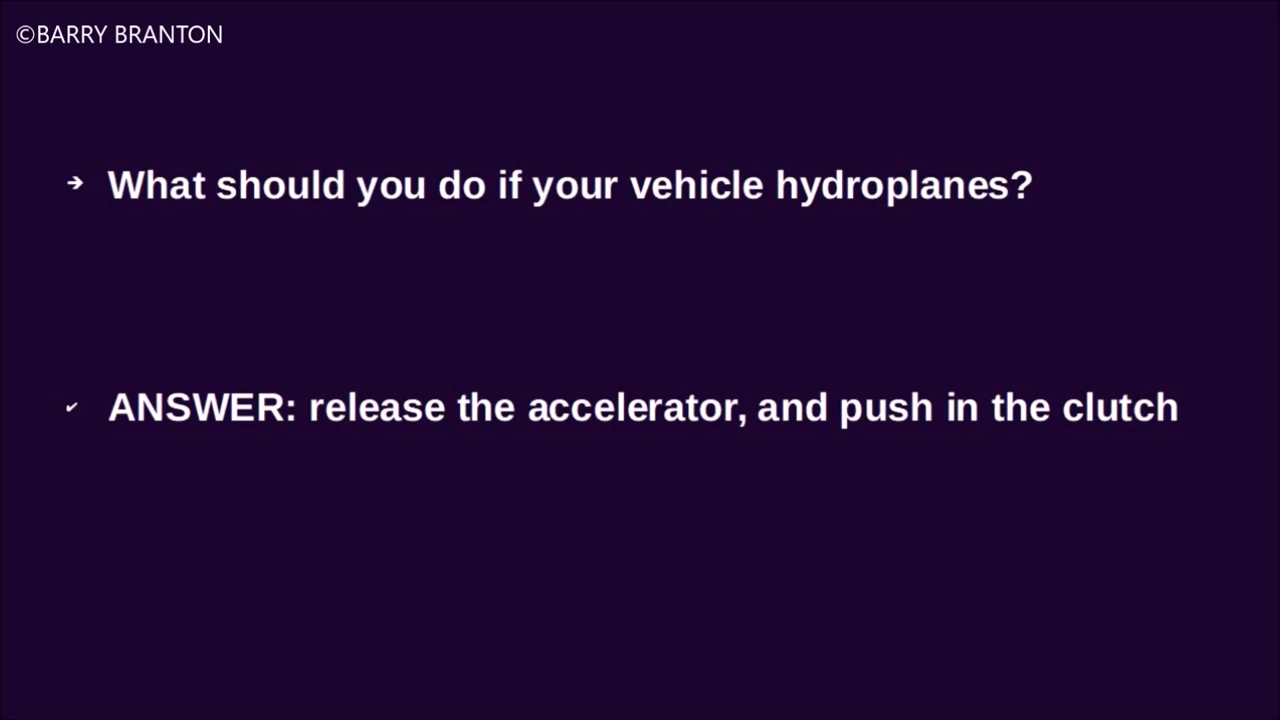 ©BARRY BRANTON
➔ What should you do if your vehicle hydroplanes?
✔ ANSWER: release the accelerator, and push in the clutch